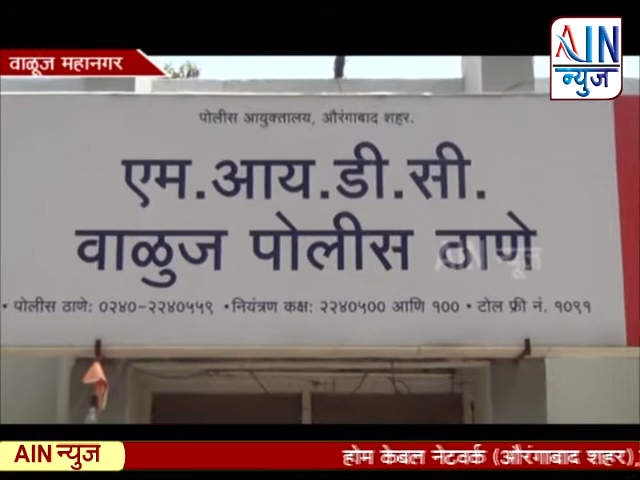 वाळूज महानगर
AIN
न्युज
पोलीस आयुक्तालय, औरंगाबाद शहर.
एम.आय.डी.सी.
वाळुज पोलीस ठाणे
AIN न्यूज
• पोलीस ठाणे: ०२४०-२२४०५५९ • नियंत्रण कक्ष: २२४०५०० आणि १०० • टोल फ्री नं. १०९१
AIN न्युज
होम केबल नेटवर्क (औरंगाबाद शहर).